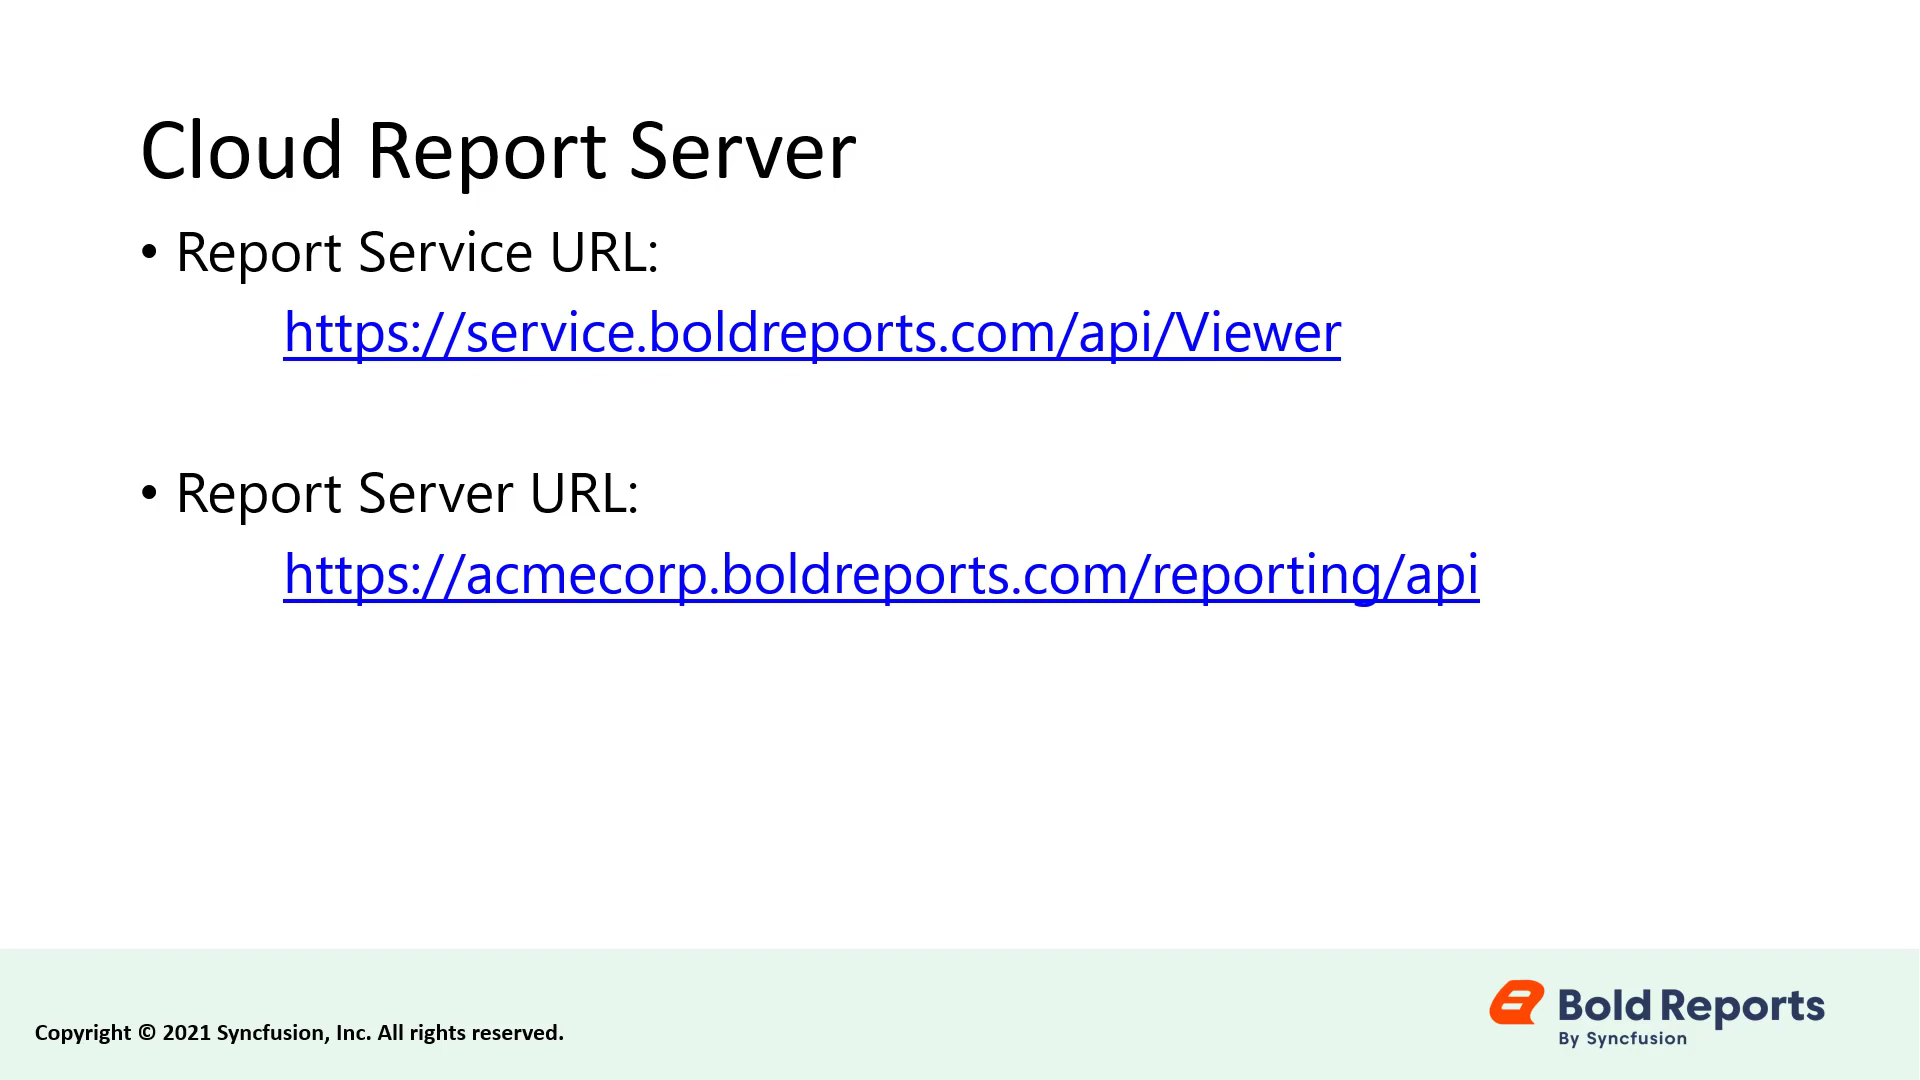 Cloud Report Server
• Report Service URL:
https://service.boldreports.com/api/Viewer
• Report Server URL:
https://acmecorp.boldreports.com/reporting/api
Copyright © 2021 Syncfusion, Inc. All rights reserved.
Bold Reports
By Syncfusion